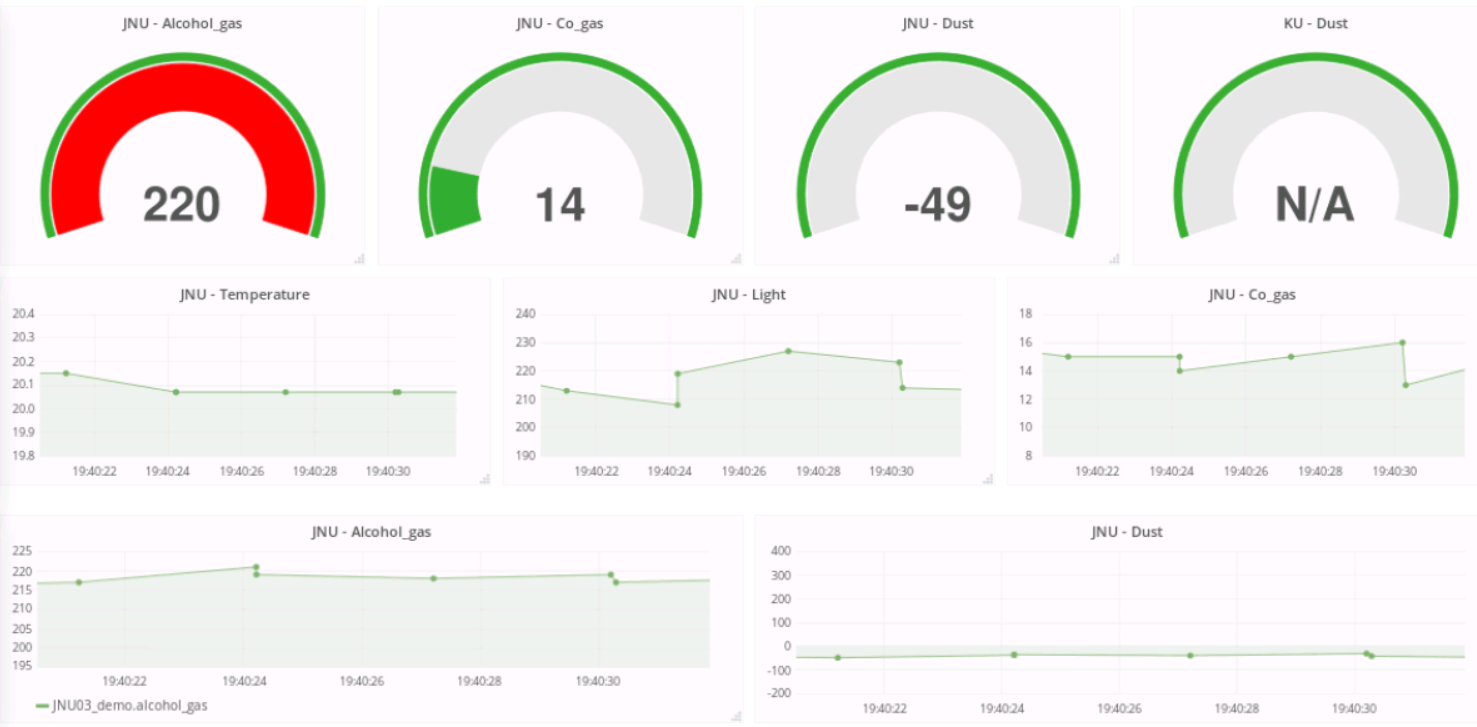 JNU - Alcohol_gas
220
JNU - Co_gas
14
JNU - Dust
-49
KU - Dust
N/A
JNU - Temperature
20.4
20.3
20.2
20.1
20.0
19.9
19.8
19:40:22 19:40:24 19:40:26 19:40:28 19:40:30
JNU - Light
240
230
220
210
200
190
19:40:22 19:40:24 19:40:26 19:40:28 19:40:30
JNU - Co_gas
18
16
14
12
10
8
19:40:22 19:40:24 19:40:26 19:40:28 19:40:30
JNU - Alcohol_gas
225
220
215
210
205
200
195
19:40:22 19:40:24 19:40:26 19:40:28 19:40:30
JNU03_demo.alcohol_gas
JNU - Dust
400
300
200
100
0
-100
-200
19:40:22 19:40:24 19:40:26 19:40:28 19:40:30